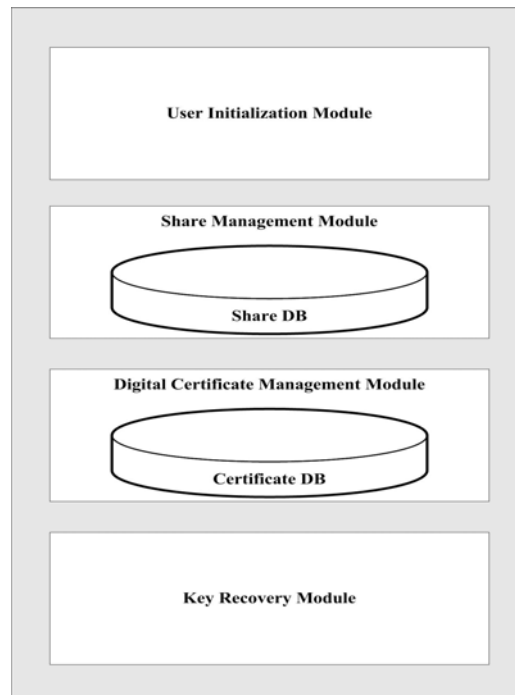 User Initialization Module
Share Management Module
Share DB
Digital Certificate Management Module
Certificate DB
Key Recovery Module